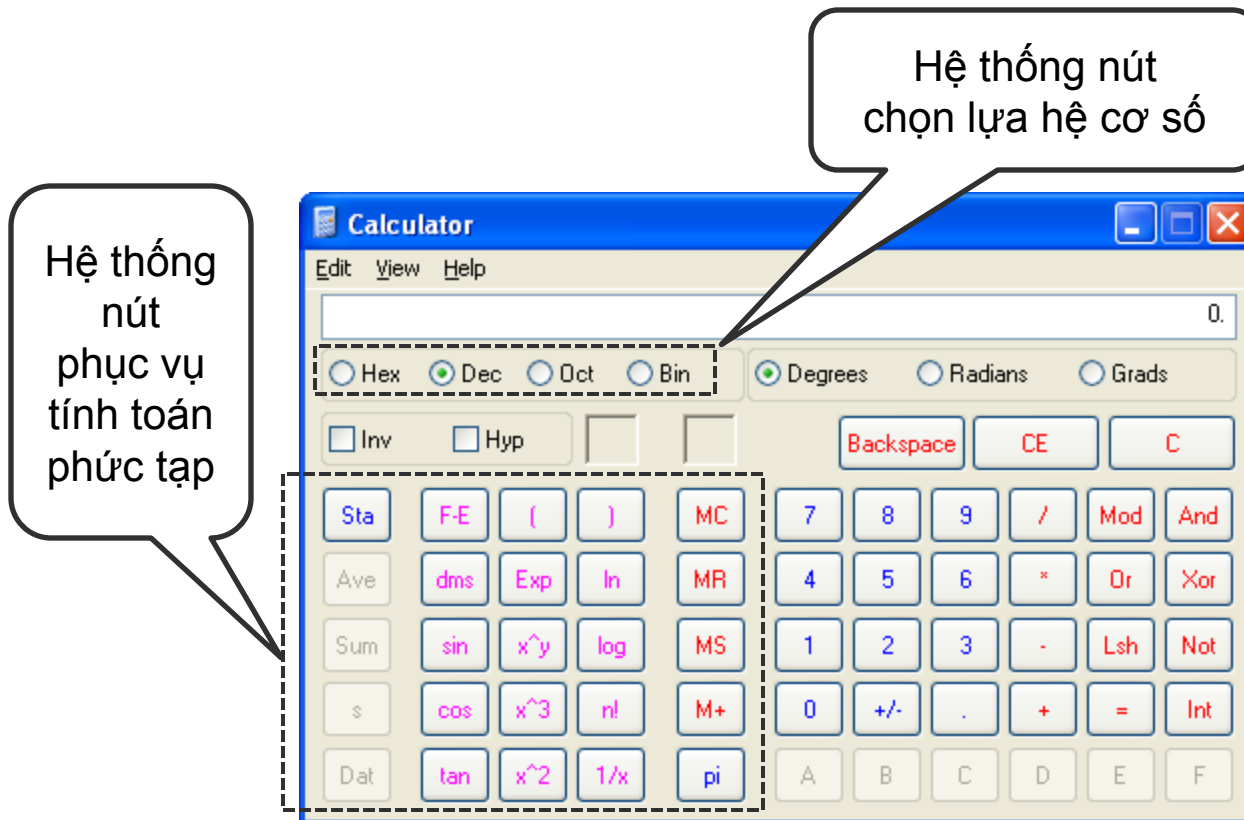 Hệ thống nút
chọn lựa hệ cơ số
Hệ thống
nút
phục vụ
tính toán
phức tạp
Calculator
Edit View Help
0.
Hex Dec Oct Bin Degrees Radians Grads
Inv Hyp Backspace CE C
Sta F-E ( ) MC 7 8 9 / Mod And
Ave dms Exp ln MR 4 5 6 * Or Xor
Sum sin x^y log MS 1 2 3 - Lsh Not
s cos x^3 n! M+ 0 +/- . + = Int
Dat tan x^2 1/x pi A B C D E F